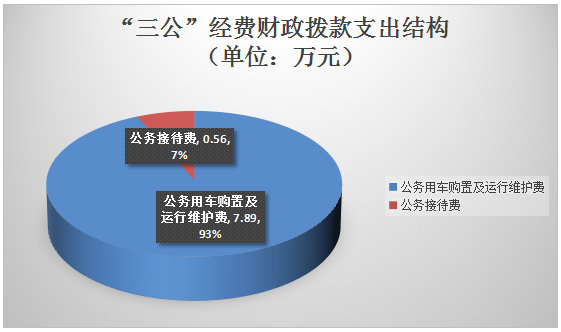 “三公”经费财政拨款支出结构
（单位：万元）
公务接待费, 0.56,
7%
公务用车购置及
运行维护费, 7.89,
93%
公务用车购置及运行维护费
公务接待费